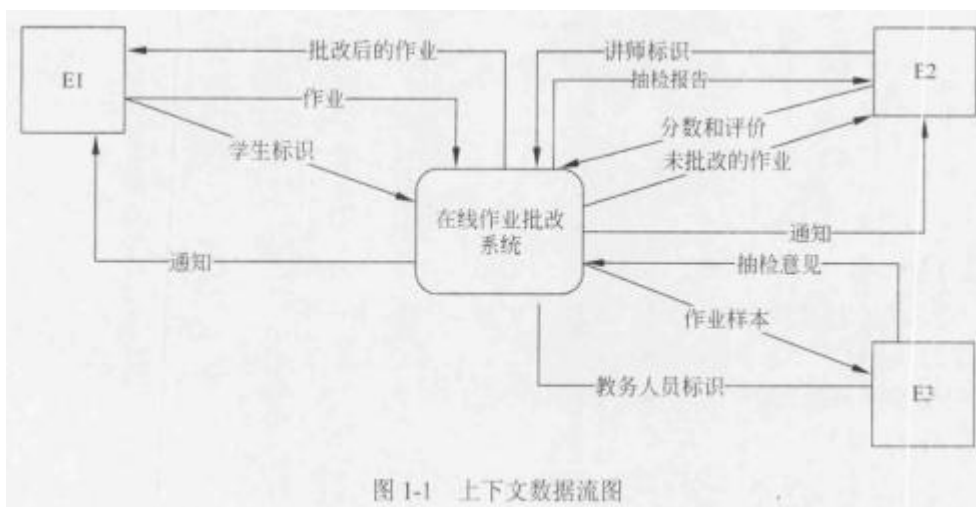 批改后的作业
讲师标识
E1
抽检报告
E2
作业
分数和评价
学生标识
未批改的作业
在线作业批改
系统
通知
通知
抽检意见
作业样本
教务人员标识
E3
图 1-1 上下文数据流图